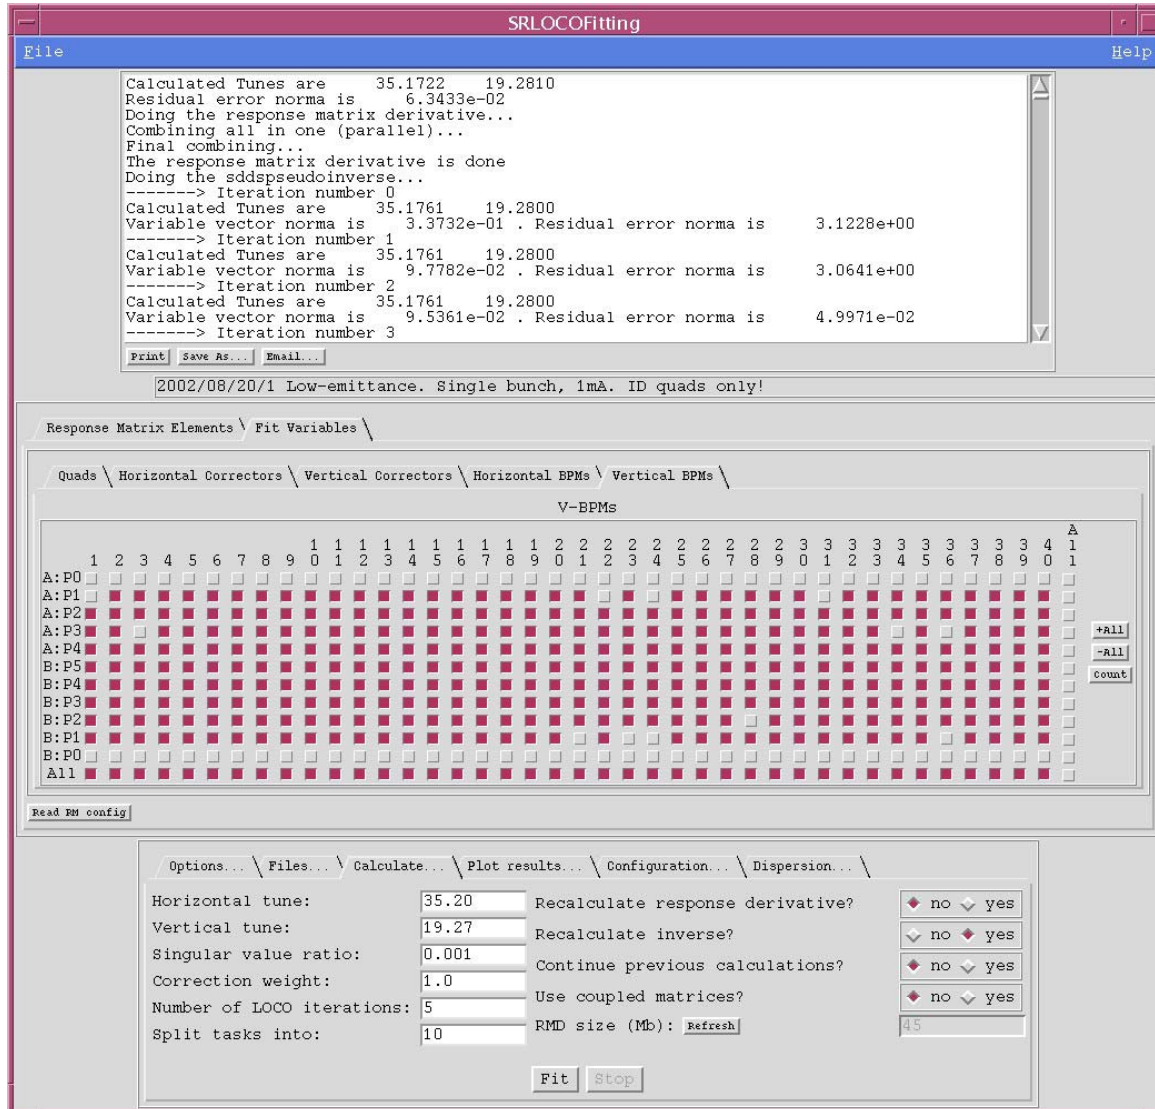 SRLOCOFitting
File Help
Calculated Tunes are 35.1722 19.2810
Residual error norma is 6.3433e-02
Doing the response matrix derivative...
Combining all in one (parallel)...
Final combining...
The response matrix derivative is done
Doing the sddspseudoinverse...
-------> Iteration number 0
Calculated Tunes are 35.1761 19.2800
Variable vector norma is 3.3732e-01 . Residual error norma is 3.1228e+00
-------> Iteration number 1
Calculated Tunes are 35.1761 19.2800
Variable vector norma is 9.7782e-02 . Residual error norma is 3.0641e+00
-------> Iteration number 2
Calculated Tunes are 35.1761 19.2800
Variable vector norma is 9.5361e-02 . Residual error norma is 4.9971e-02
-------> Iteration number 3
Print Save As... Email...
2002/08/20/1 Low-emittance. Single bunch, 1mA. ID quads only!
Response Matrix Elements Fit Variables
Quads Horizontal Correctors Vertical Correctors Horizontal BPMs Vertical BPMs
V-BPMs
1 2 3 4 5 6 7 8 9 10 11 12 13 14 15 16 17 18 19 20 21 22 23 24 25 26 27 28 29 30 31 32 33 34 35 36 37 38 39 40 All
A:P0
A:P1
A:P2
A:P3 +All
A:P4 -All
B:P5
B:P4 Count
B:P3
B:P2
B:P1
B:P0
All
Read RM config
Options... Files... Calculate... Plot results... Configuration... Dispersion...
Horizontal tune: 35.20 Recalculate response derivative? no yes
Vertical tune: 19.27 Recalculate inverse? no yes
Singular value ratio: 0.001 Continue previous calculations? no yes
Correction weight: 1.0 Use coupled matrices? no yes
Number of LOCO iterations: 5 RMD size (Mb): Refresh 45
Split tasks into: 10
Fit Stop